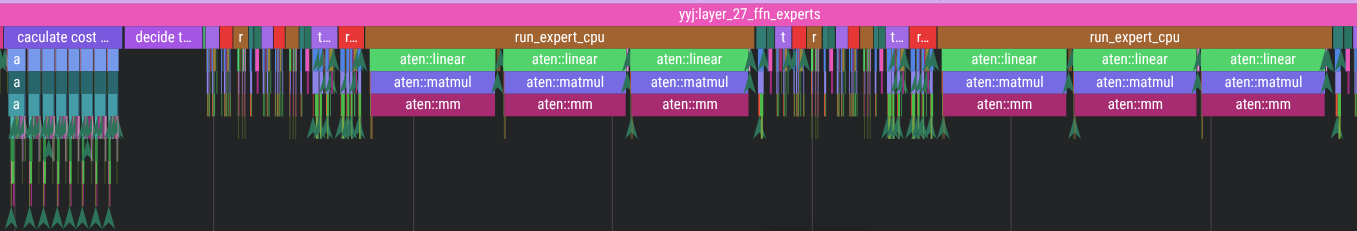 yyj:layer_27_ffn_experts
caculate cost ... decide t... r t... r... run_expert_cpu t r t... r... run_expert_cpu
a aten::linear aten::linear aten::linear aten::linear aten::linear aten::linear
a aten::matmul aten::matmul aten::matmul aten::matmul aten::matmul aten::matmul
a aten::mm aten::mm aten::mm aten::mm aten::mm aten::mm